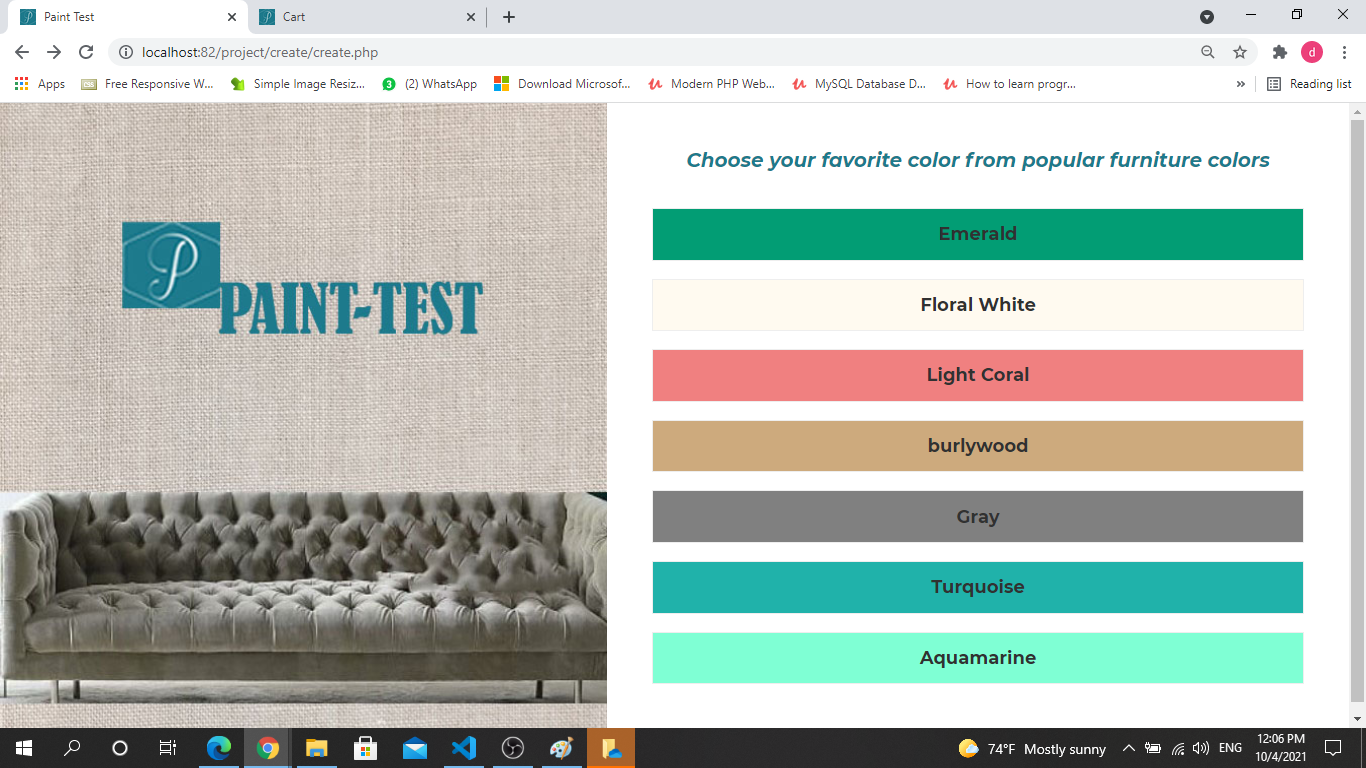 Paint Test
Cart
localhost:82/project/create/create.php
d
Apps
Free Responsive W...
Simple Image Resiz...
3
(2) WhatsApp
Download Microsof...
Modern PHP Web...
MySQL Database D...
How to learn progr...
»
Reading list
P
PAINT-TEST
Choose your favorite color from popular furniture colors
Emerald
Floral White
Light Coral
burlywood
Gray
Turquoise
Aquamarine
74°F Mostly sunny
ENG
12:06 PM
10/4/2021